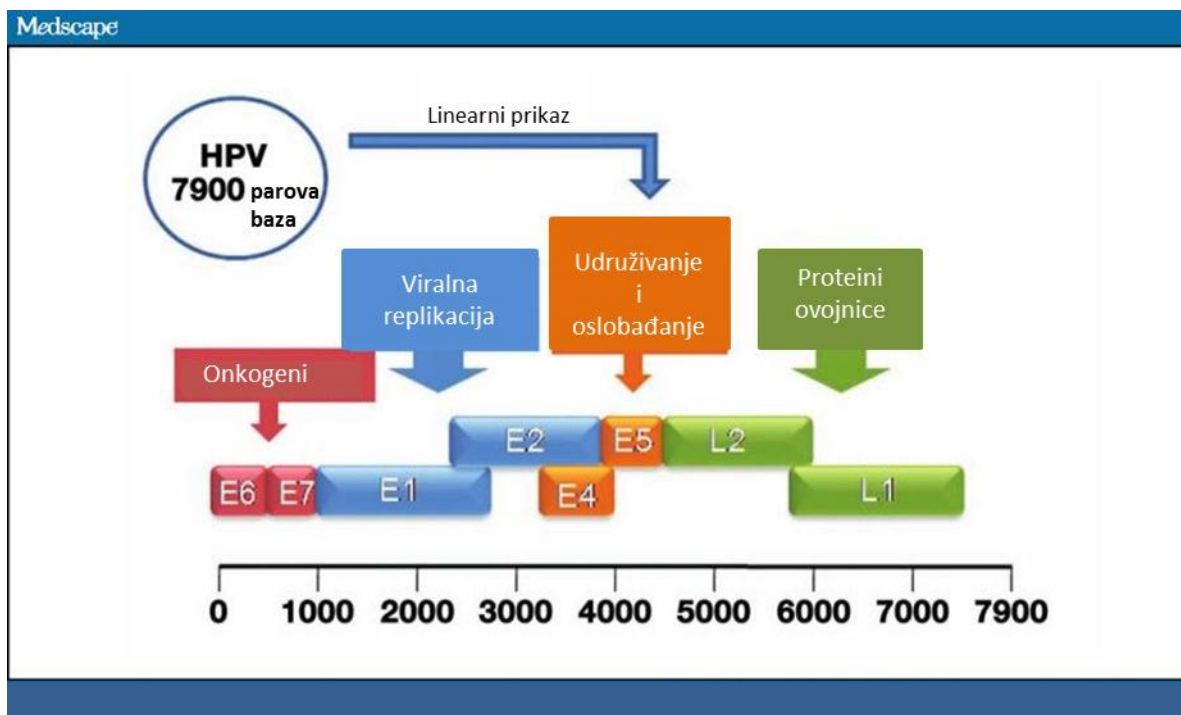 Medscape
Linearni prikaz
HPV
7900 parova
baza
Udruživanje
i
oslobađanje
Viralna
replikacija
Proteini
ovojnice
Onkogeni
E2 E5 L2
E6 E7 E1 E4 L1
0 1000 2000 3000 4000 5000 6000 7000 7900